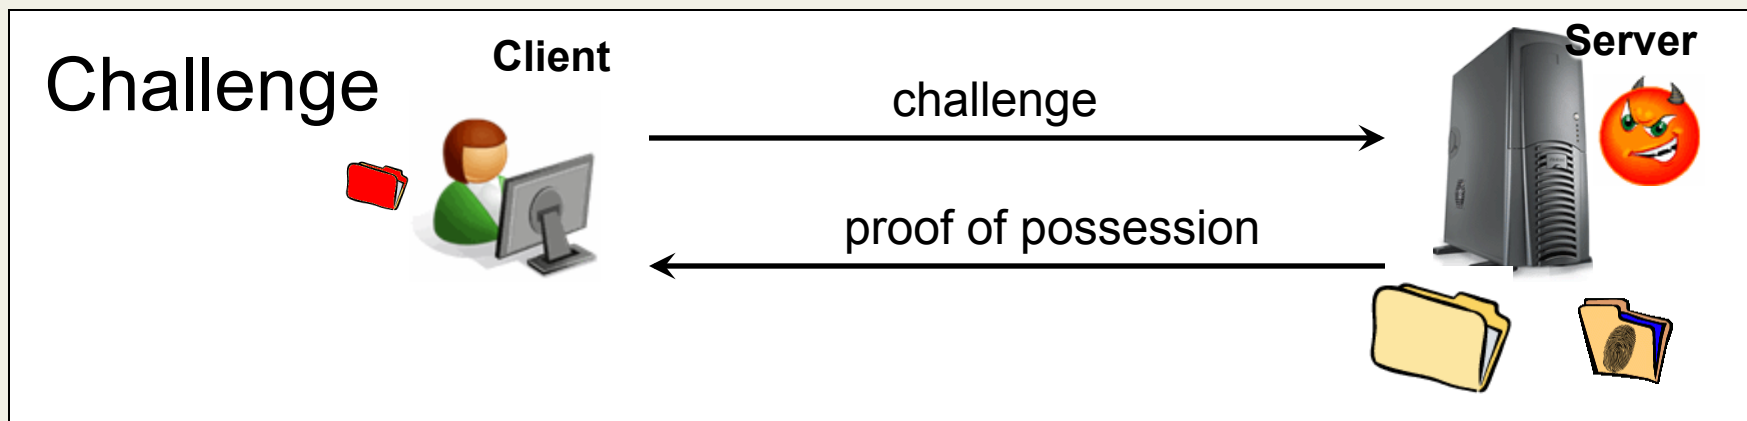 Challenge
Client
Server
challenge
proof of possession